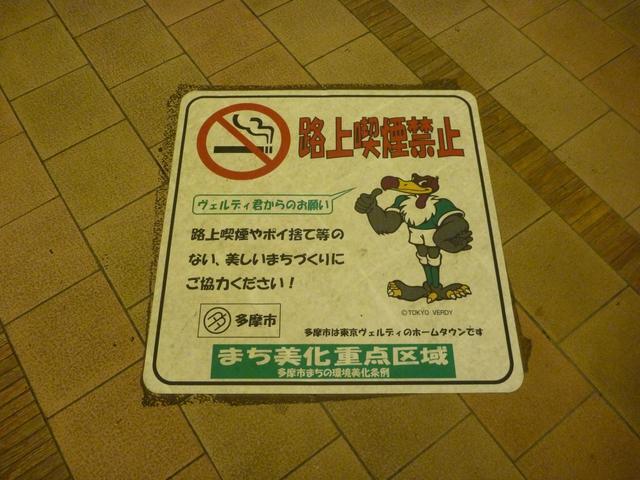 路上喫煙禁止
ヴェルディ君からのお願い
路上喫煙やポイ捨て等の
ない、美しいまちづくりに
ご協力ください！
©TOKYO VERDY
多摩市
多摩市は東京ヴェルディのホームタウンです
まち美化重点区域
多摩市まちの環境美化条例